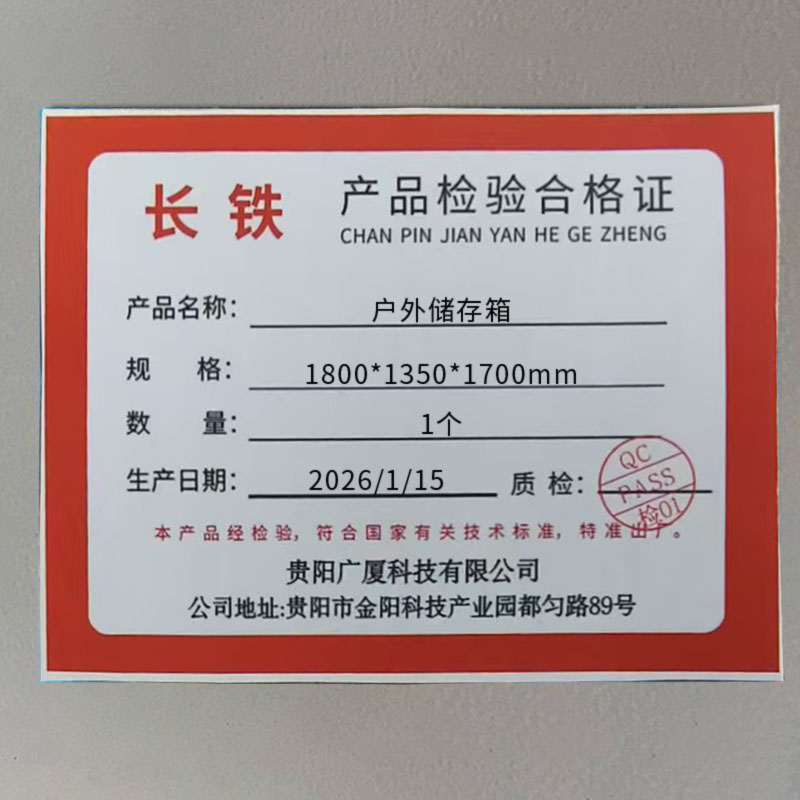 长铁
产品检验合格证
CHAN PIN JIAN YAN HE GE ZHENG
产品名称： 户外储存箱
规 格： 1800*1350*1700mm
数 量： 1个
生产日期： 2026/1/15 质 检：
QC
PASS
检01
本产品经检验，符合国家有关技术标准，特准出厂。
贵阳广厦科技有限公司
公司地址:贵阳市金阳科技产业园都匀路89号